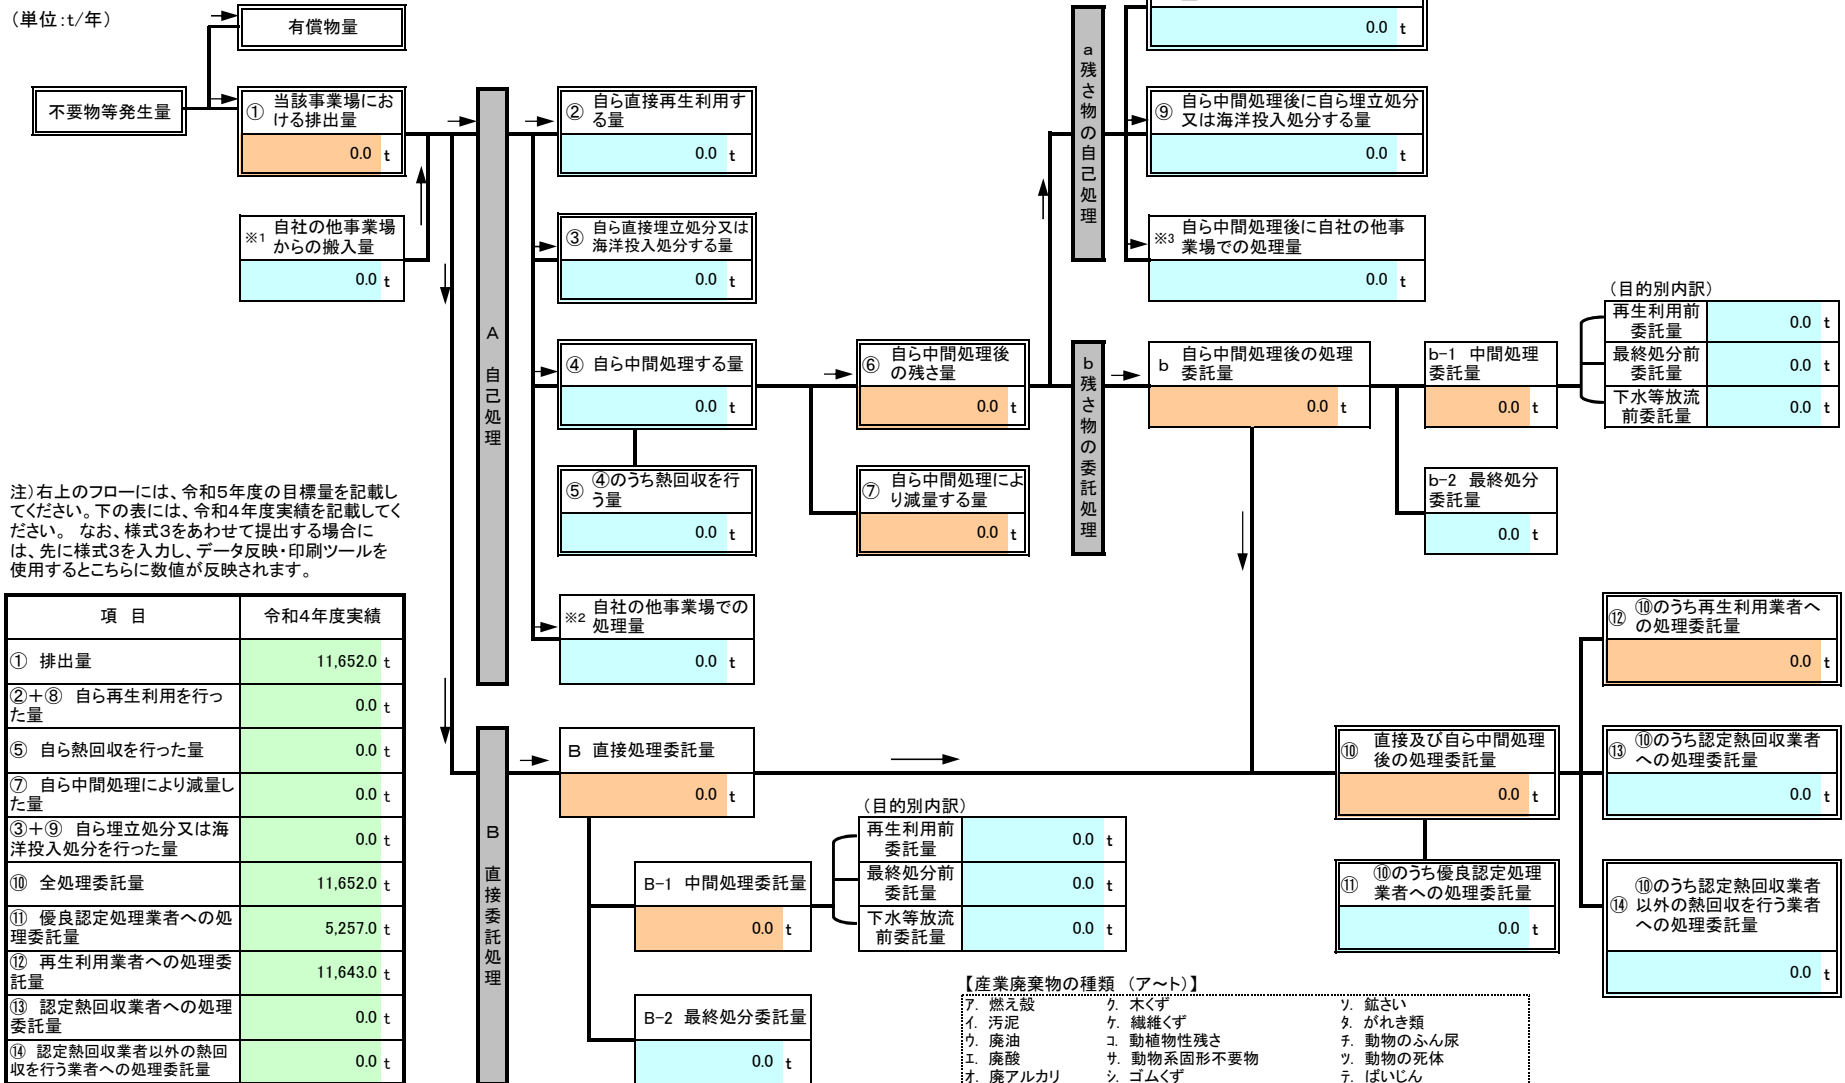 (単位:t/年)
有償物量
不要物等発生量
① 当該事業場にお
ける排出量
0.0 t
※1 自社の他事業場
からの搬入量
0.0 t
A 自己処理
② 自ら直接再生利用す
る量
0.0 t
③ 自ら直接埋立処分又は
海洋投入処分する量
0.0 t
④ 自ら中間処理する量
0.0 t
⑤ ④のうち熱回収を行
う量
0.0 t
※2 自社の他事業場での
処理量
0.0 t
⑥ 自ら中間処理後
の残さ量
0.0 t
⑦ 自ら中間処理によ
り減量する量
0.0 t
a 残さ物の自己処理
0.0 t
⑨ 自ら中間処理後に自ら埋立処分
又は海洋投入処分する量
0.0 t
※3 自ら中間処理後に自社の他事
業場での処理量
0.0 t
b 残さ物の委託処理
b 自ら中間処理後の処理
委託量
0.0 t
b-1 中間処理
委託量
0.0 t
b-2 最終処分
委託量
0.0 t
(目的別内訳)
再生利用前
委託量 0.0 t
最終処分前
委託量 0.0 t
下水等放流
前委託量 0.0 t
注)右上のフローには、令和5年度の目標量を記載し
てください。下の表には、令和4年度実績を記載してく
ださい。 なお、様式3をあわせて提出する場合に
は、先に様式3を入力し、データ反映・印刷ツールを
使用するとこちらに数値が反映されます。
項 目 令和4年度実績
① 排出量 11,652.0 t
②+⑧ 自ら再生利用を行っ
た量 0.0 t
⑤ 自ら熱回収を行った量 0.0 t
⑦ 自ら中間処理により減量し
た量 0.0 t
③+⑨ 自ら埋立処分又は海
洋投入処分を行った量 0.0 t
⑩ 全処理委託量 11,652.0 t
⑪ 優良認定処理業者への処
理委託量 5,257.0 t
⑫ 再生利用業者への処理委
託量 11,643.0 t
⑬ 認定熱回収業者への処理
委託量 0.0 t
⑭ 認定熱回収業者以外の熱回
収を行う業者への処理委託量 0.0 t
B 直接委託処理
B 直接処理委託量
0.0 t
B-1 中間処理委託量
0.0 t
B-2 最終処分委託量
0.0 t
(目的別内訳)
再生利用前
委託量 0.0 t
最終処分前
委託量 0.0 t
下水等放流
前委託量 0.0 t
⑩ 直接及び自ら中間処理
後の処理委託量
0.0 t
⑪ ⑩のうち優良認定処理
業者への処理委託量
0.0 t
⑫ ⑩のうち再生利用業者へ
の処理委託量
0.0 t
⑬ ⑩のうち認定熱回収業者
への処理委託量
0.0 t
⑭ ⑩のうち認定熱回収業者
以外の熱回収を行う業者
への処理委託量
0.0 t
【産業廃棄物の種類 (ア~ト)】
ア. 燃え殻 ク. 木くず ソ. 鉱さい
イ. 汚泥 ケ. 繊維くず タ. がれき類
ウ. 廃油 コ. 動植物性残さ チ. 動物のふん尿
エ. 廃酸 サ. 動物系固形不要物 ツ. 動物の死体
オ. 廃アルカリ シ. ゴムくず テ. ばいじん